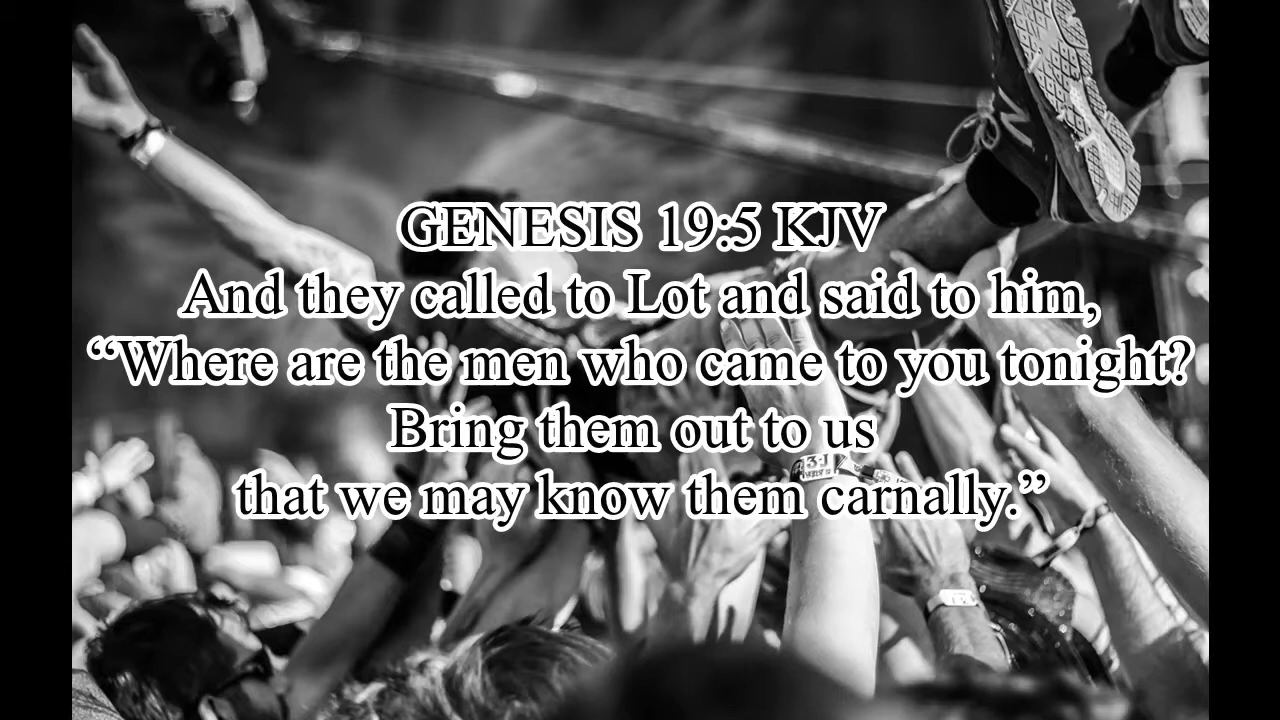 GENESIS 19:5 KJV
And they called to Lot and said to him,
“Where are the men who came to you tonight?
Bring them out to us
that we may know them carnally.”